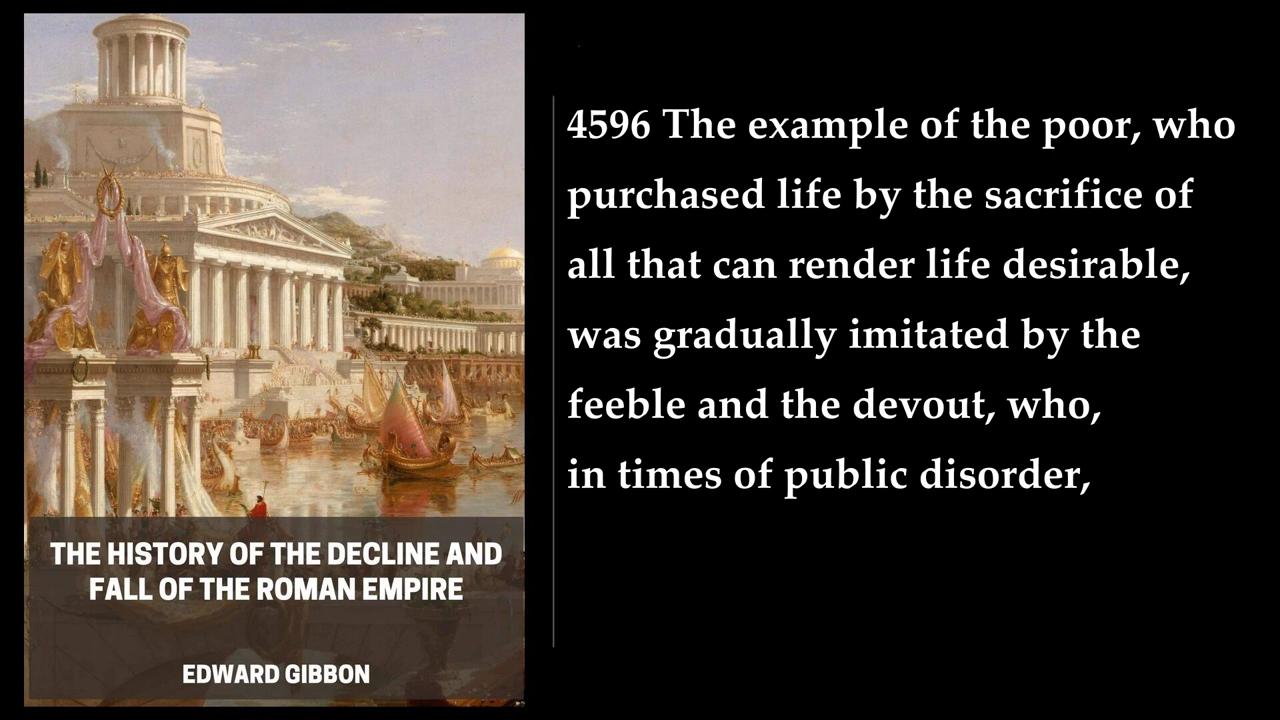 4596 The example of the poor, who
purchased life by the sacrifice of
all that can render life desirable,
was gradually imitated by the
feeble and the devout, who,
in times of public disorder,
THE HISTORY OF THE DECLINE AND
FALL OF THE ROMAN EMPIRE
EDWARD GIBBON